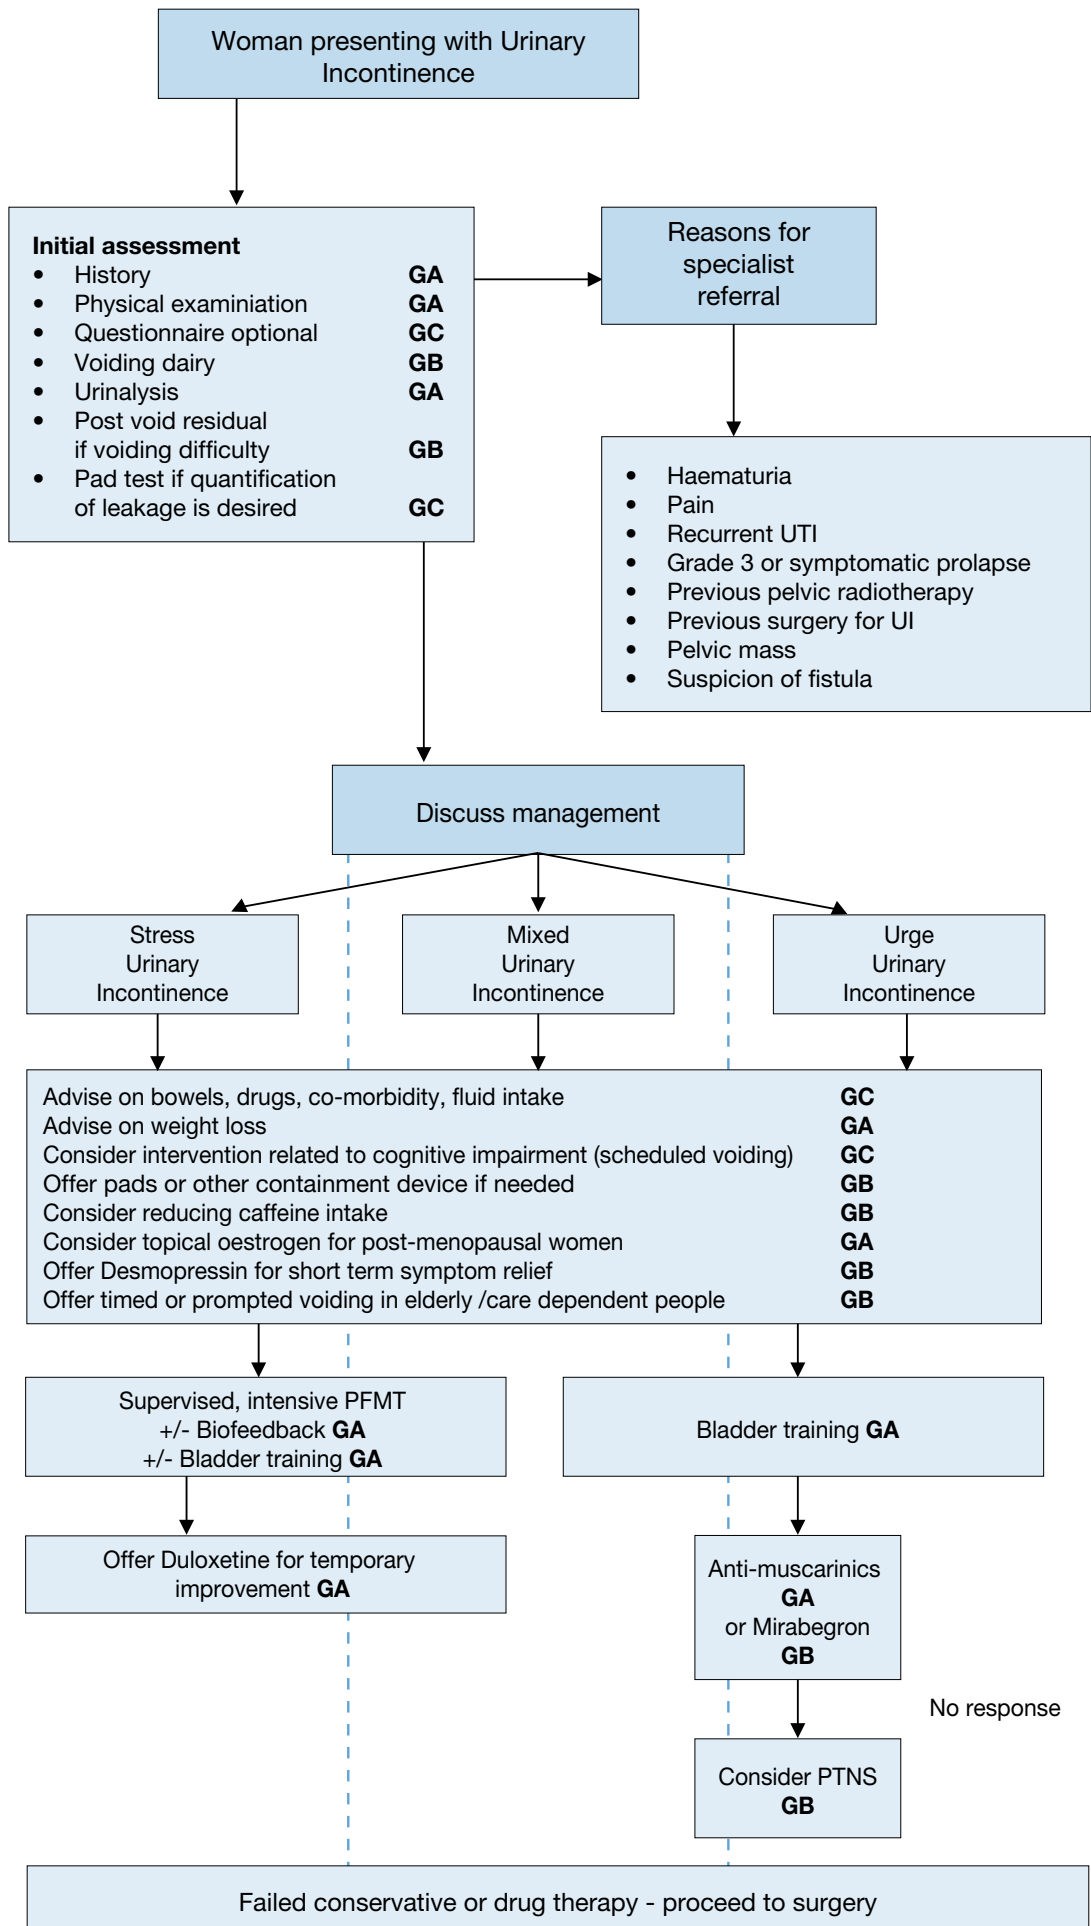 Woman presenting with Urinary
Incontinence
Initial assessment
• History GA
• Physical examiniation GA
• Questionnaire optional GC
• Voiding dairy GB
• Urinalysis GA
• Post void residual
if voiding difficulty GB
• Pad test if quantification
of leakage is desired GC
Reasons for
specialist
referral
• Haematuria
• Pain
• Recurrent UTI
• Grade 3 or symptomatic prolapse
• Previous pelvic radiotherapy
• Previous surgery for UI
• Pelvic mass
• Suspicion of fistula
Discuss management
Stress
Urinary
Incontinence
Mixed
Urinary
Incontinence
Urge
Urinary
Incontinence
Advise on bowels, drugs, co-morbidity, fluid intake GC
Advise on weight loss GA
Consider intervention related to cognitive impairment (scheduled voiding) GC
Offer pads or other containment device if needed GB
Consider reducing caffeine intake GB
Consider topical oestrogen for post-menopausal women GA
Offer Desmopressin for short term symptom relief GB
Offer timed or prompted voiding in elderly /care dependent people GB
Supervised, intensive PFMT
+/- Biofeedback GA
+/- Bladder training GA
Bladder training GA
Offer Duloxetine for temporary
improvement GA
Anti-muscarinics
GA
or Mirabegron
GB
No response
Consider PTNS
GB
Failed conservative or drug therapy - proceed to surgery